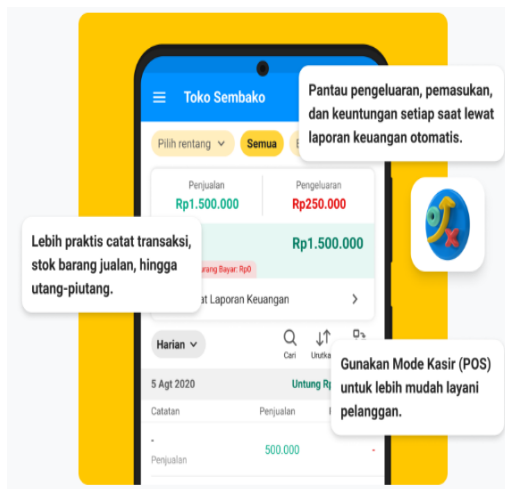 Toko Sembako
Pantau pengeluaran, pemasukan,
dan keuntungan setiap saat lewat
laporan keuangan otomatis.
Pilih rentang
Semua
Penjualan
Pengeluaran
Rp1.500.000
Rp250.000
Lebih praktis catat transaksi,
stok barang jualan, hingga
utang-piutang.
Rp1.500.000
Bayar: Rp0
Laporan Keuangan
Harian
Cari
5 Agt 2020
Untung
Gunakan Mode Kasir (POS)
untuk lebih mudah layani
pelanggan.
Catatan
Penjualan
-
Penjualan
500.000
-